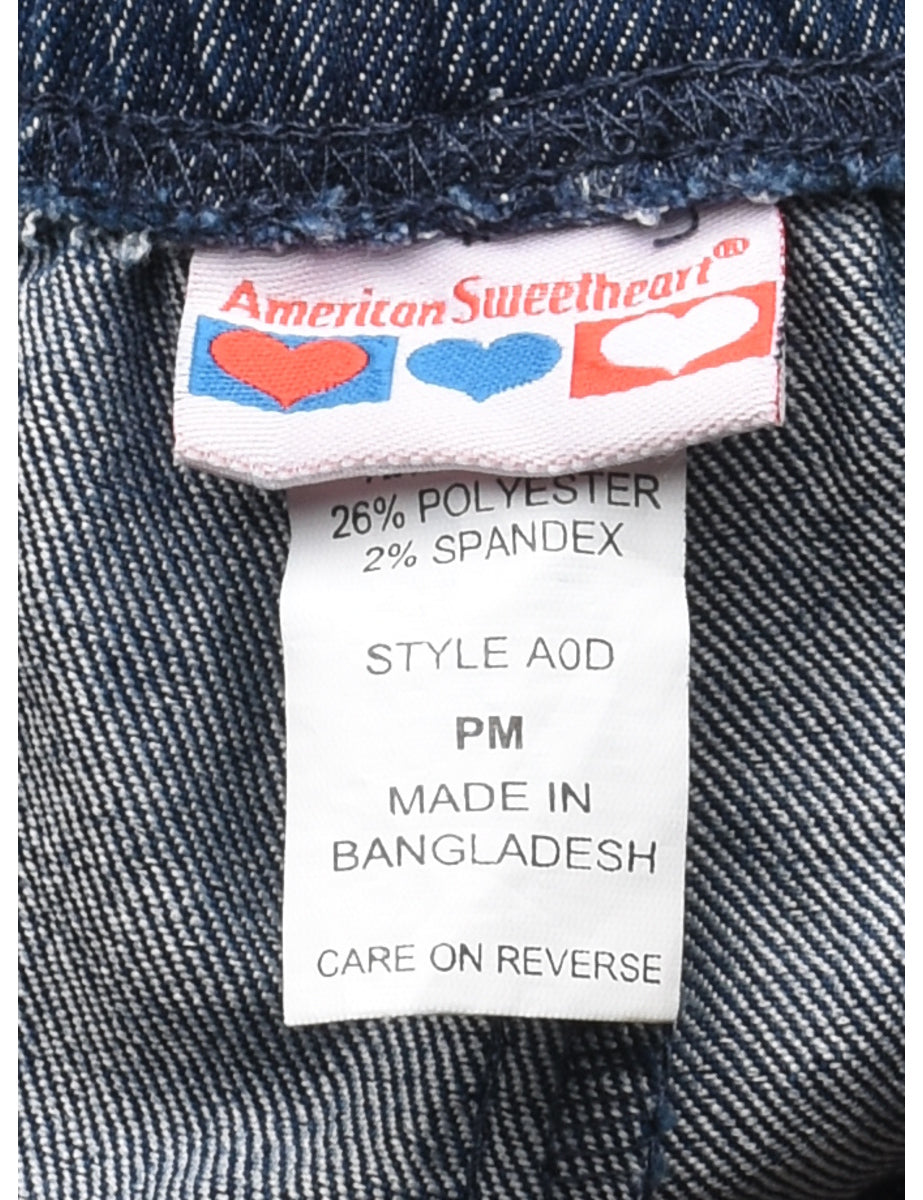 American Sweetheart®
26% POLYESTER
2% SPANDEX
STYLE A0D
PM
MADE IN
BANGLADESH
CARE ON REVERSE